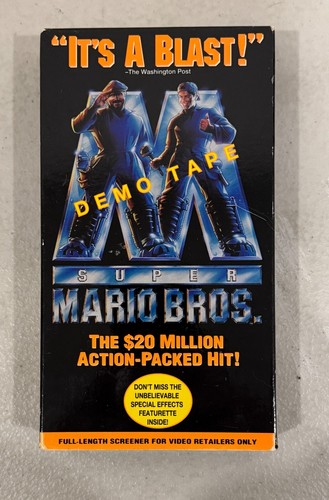 "IT'S A BLAST!"
–The Washington Post
DEMO TAPE
SUPER
MARIO BROS.
THE $20 MILLION
ACTION-PACKED HIT!
DON'T MISS THE
UNBELIEVABLE
SPECIAL EFFECTS
FEATURETTE
INSIDE!
FULL-LENGTH SCREENER FOR VIDEO RETAILERS ONLY